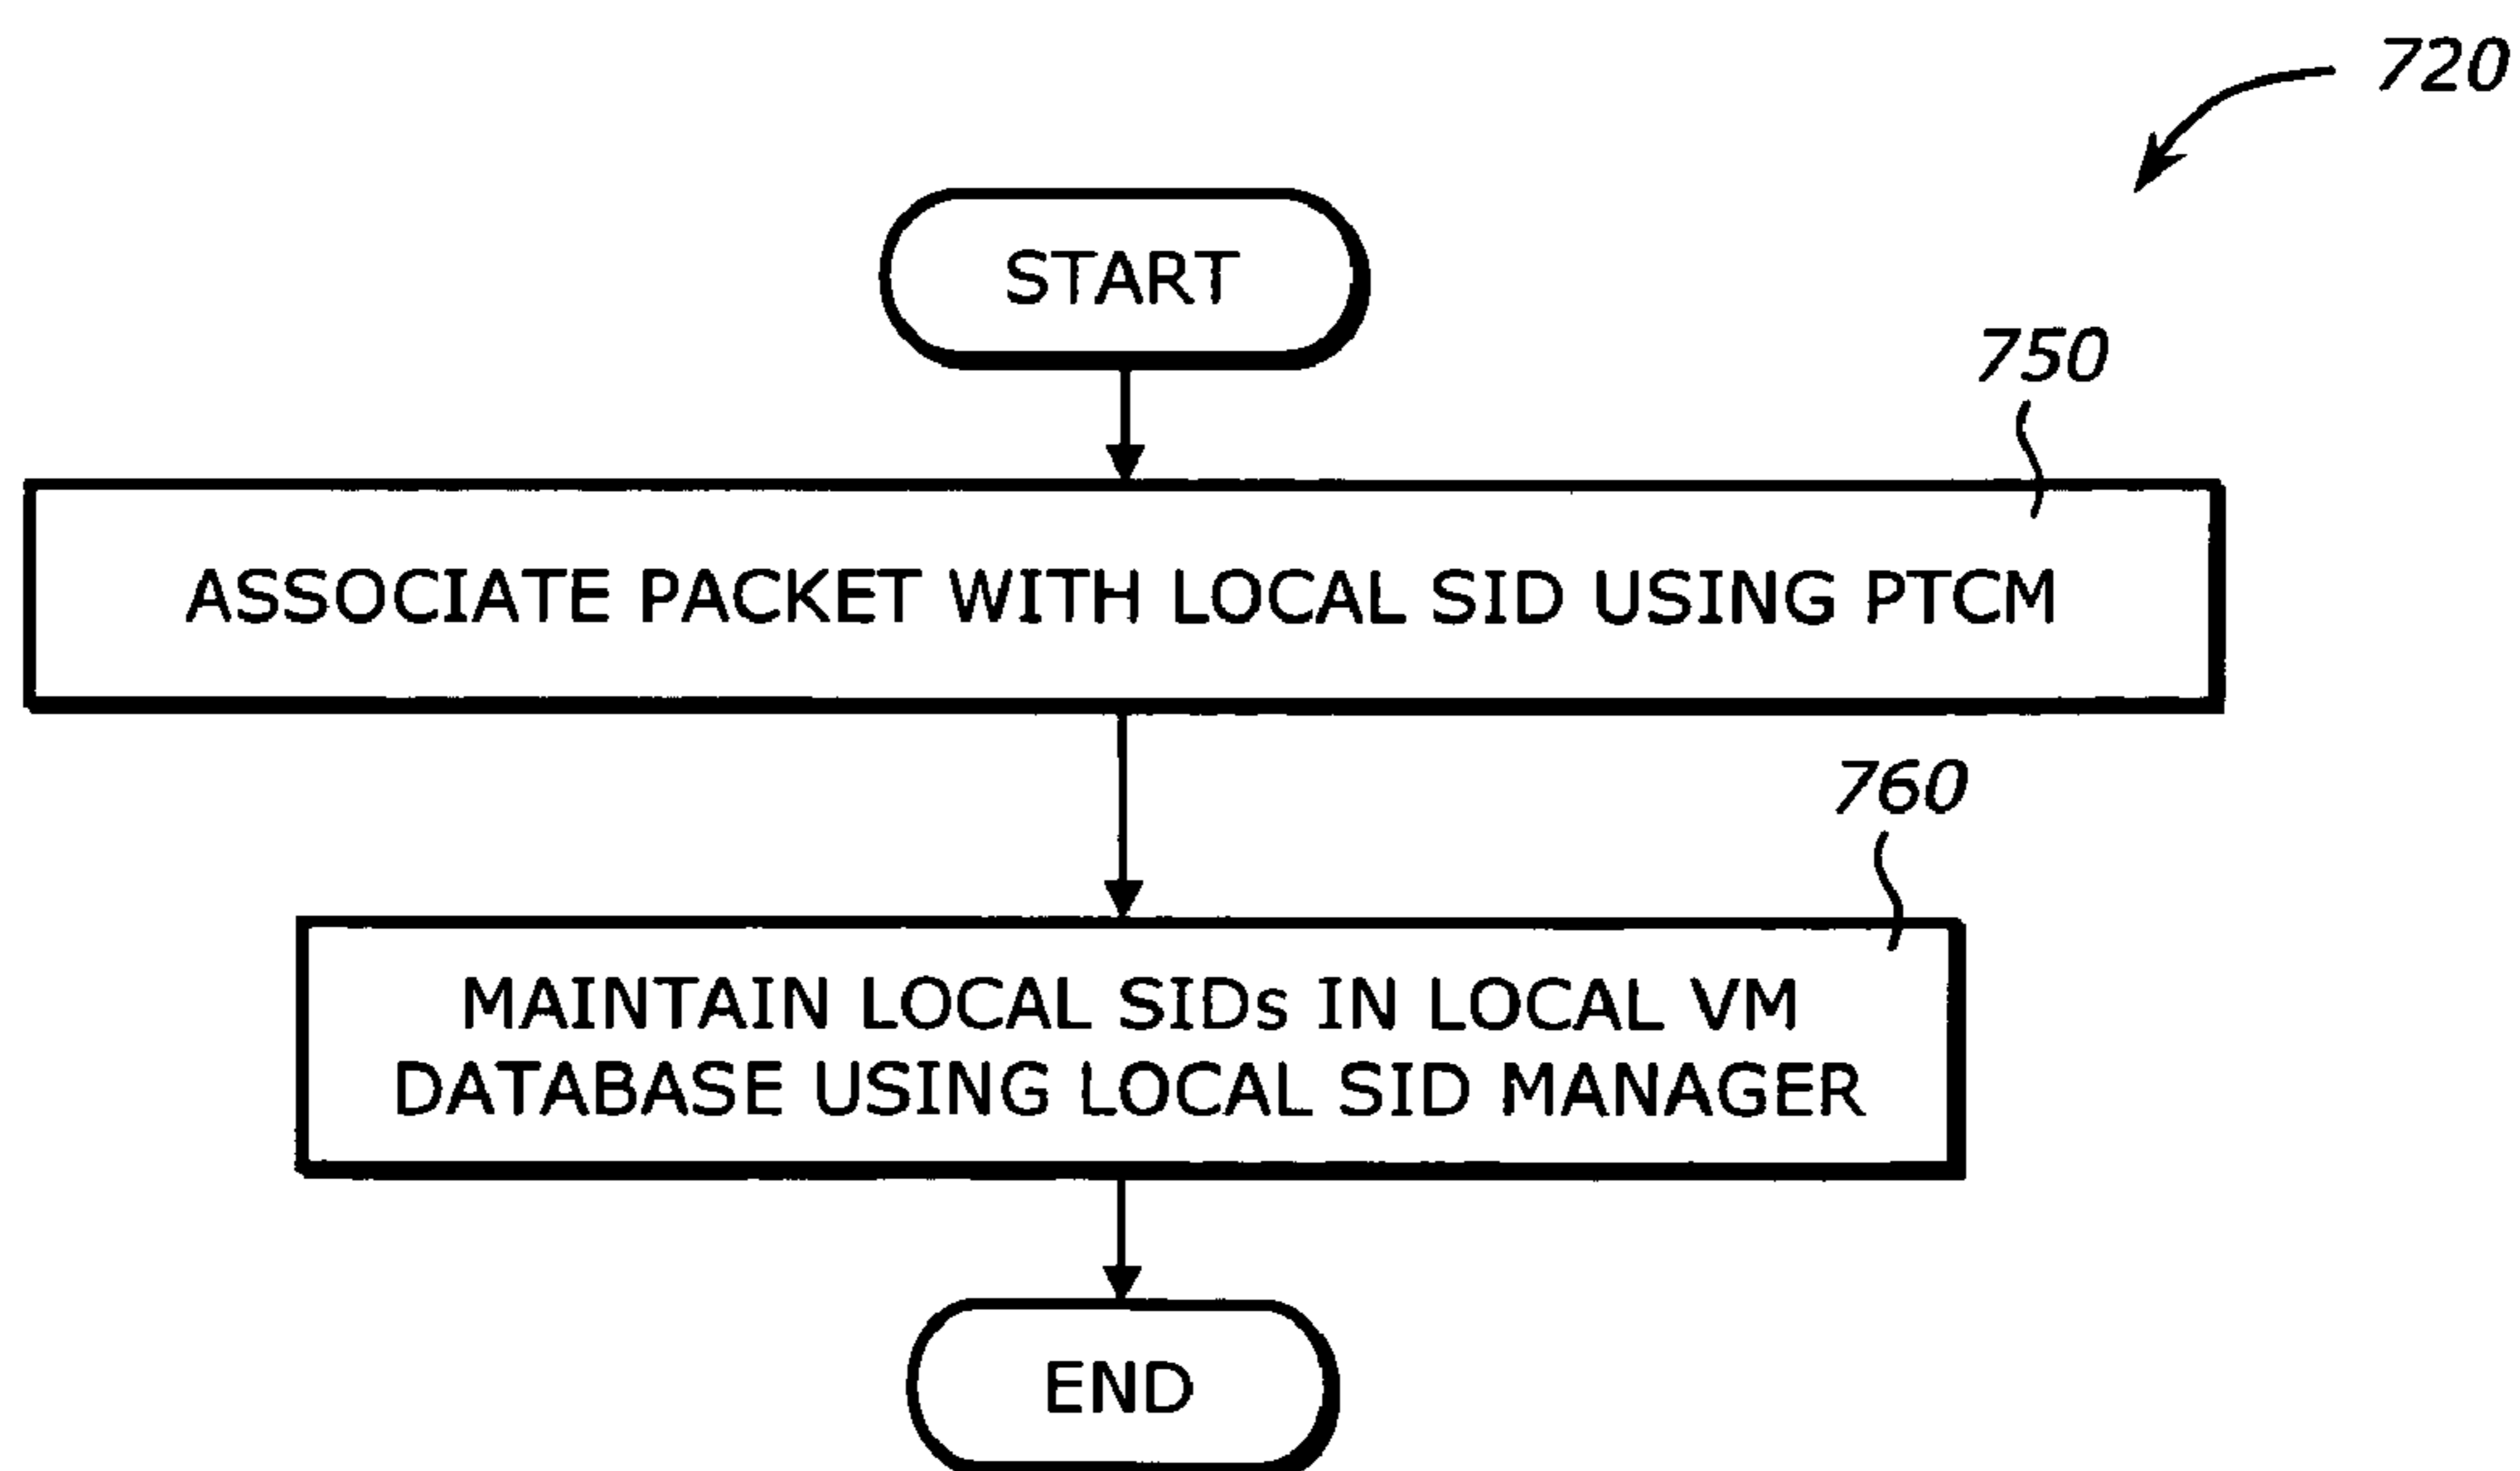 720
START
750
ASSOCIATE PACKET WITH LOCAL SID USING PTCM
760
MAINTAIN LOCAL SIDs IN LOCAL VM
DATABASE USING LOCAL SID MANAGER
END